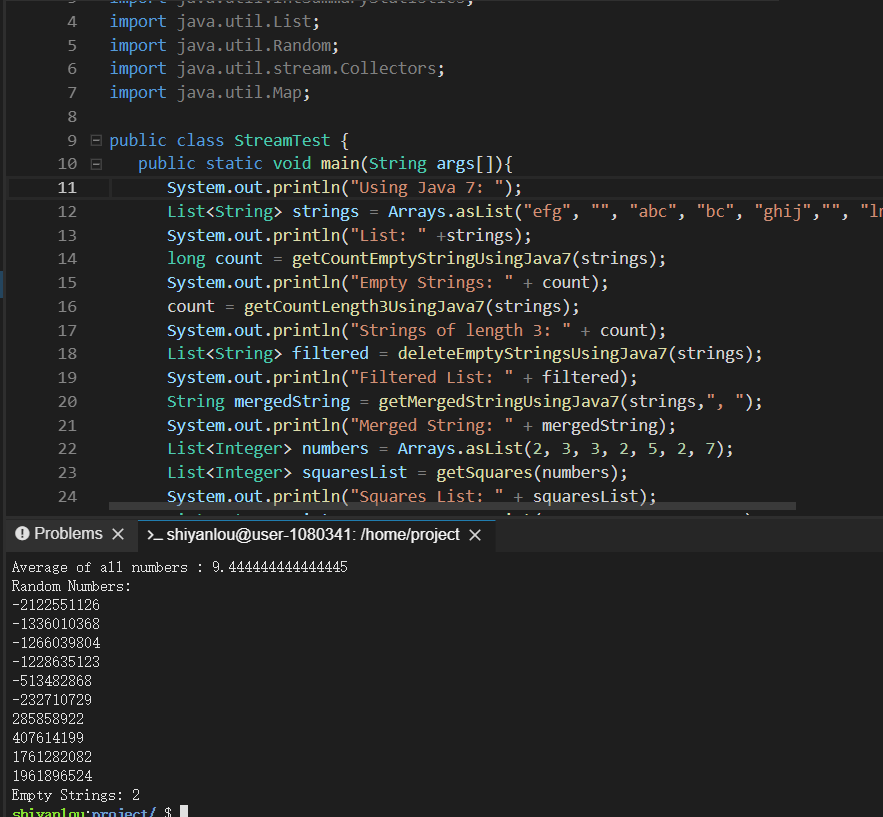 import java.util.IntSummaryStatistics;
4 import java.util.List;
5 import java.util.Random;
6 import java.util.stream.Collectors;
7 import java.util.Map;
8
9 public class StreamTest {
10 public static void main(String args[]){
11 System.out.println("Using Java 7: ");
12 List<String> strings = Arrays.asList("efg", "", "abc", "bc", "ghij","",
13 System.out.println("List: " +strings);
14 long count = getCountEmptyStringUsingJava7(strings);
15 System.out.println("Empty Strings: " + count);
16 count = getCountLength3UsingJava7(strings);
17 System.out.println("Strings of length 3: " + count);
18 List<String> filtered = deleteEmptyStringsUsingJava7(strings);
19 System.out.println("Filtered List: " + filtered);
20 String mergedString = getMergedStringUsingJava7(strings,", ");
21 System.out.println("Merged String: " + mergedString);
22 List<Integer> numbers = Arrays.asList(2, 3, 3, 2, 5, 2, 7);
23 List<Integer> squaresList = getSquares(numbers);
24 System.out.println("Squares List: " + squaresList);
Problems
shiyanlou@user-1080341: /home/project
Average of all numbers : 9.444444444444445
Random Numbers:
-2122551126
-1336010368
-1266039804
-1228635123
-513482868
-232710729
285858922
407614199
1761282082
1961896524
Empty Strings: 2
shiyanlou:project/ $